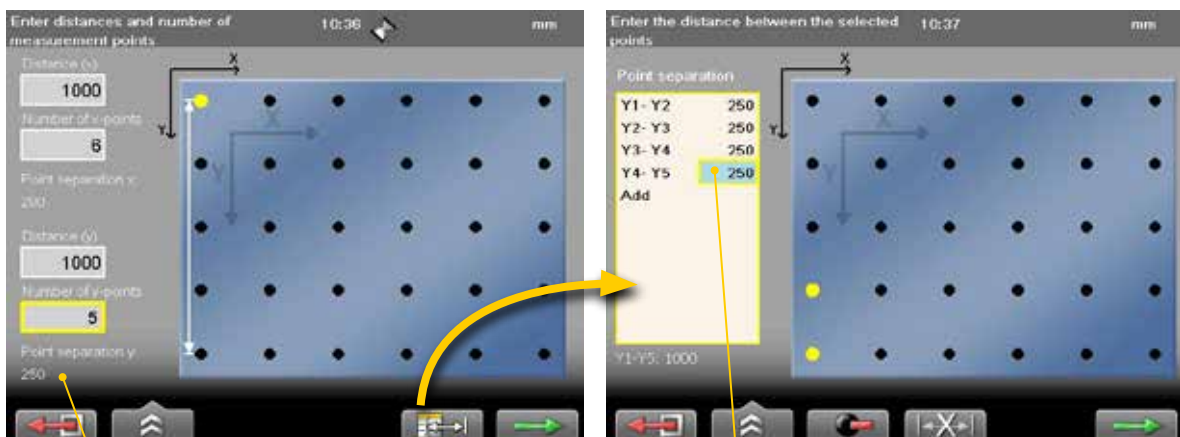 Enter distances and number of
measurement points
10:36
mm
Distance (x)
1000
Number of x-points
6
Point separation x:
200
Distance (y)
1000
Number of y-points
5
Point separation y:
250
X
Y
X
Y
Enter the distance between the selected
points
10:37
mm
Point separation
Y1- Y2 250
Y2- Y3 250
Y3- Y4 250
Y4- Y5 250
Add
Y1-Y5: 1000
X
Y
X
Y
X